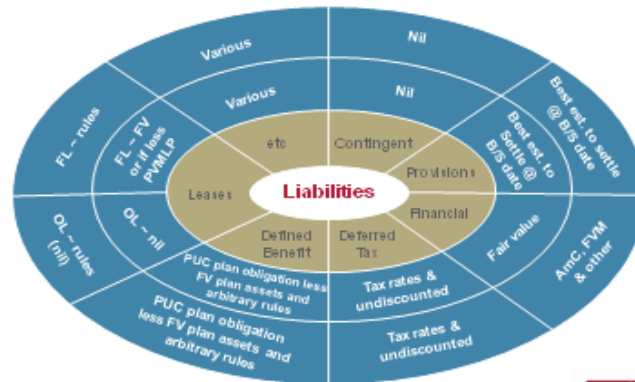 Various
Nil
Various
Nil
FL ~ rules
FL ~ FV
or if less
PVMLP
Best est. to
Settle @
B/S date
Best est. to settle
@ B/S date
etc
Contingent
Leases
Provisions
Liabilities
Financial
Defined
Benefit
Deferred
Tax
OL ~ rules
(nil)
OL ~ nil
Fair value
AmC, FVM
& other
PUC plan obligation less
FV plan assets and
arbitrary rules
Tax rates &
undiscounted
PUC plan obligation
less FV plan assets and
arbitrary rules
Tax rates &
undiscounted